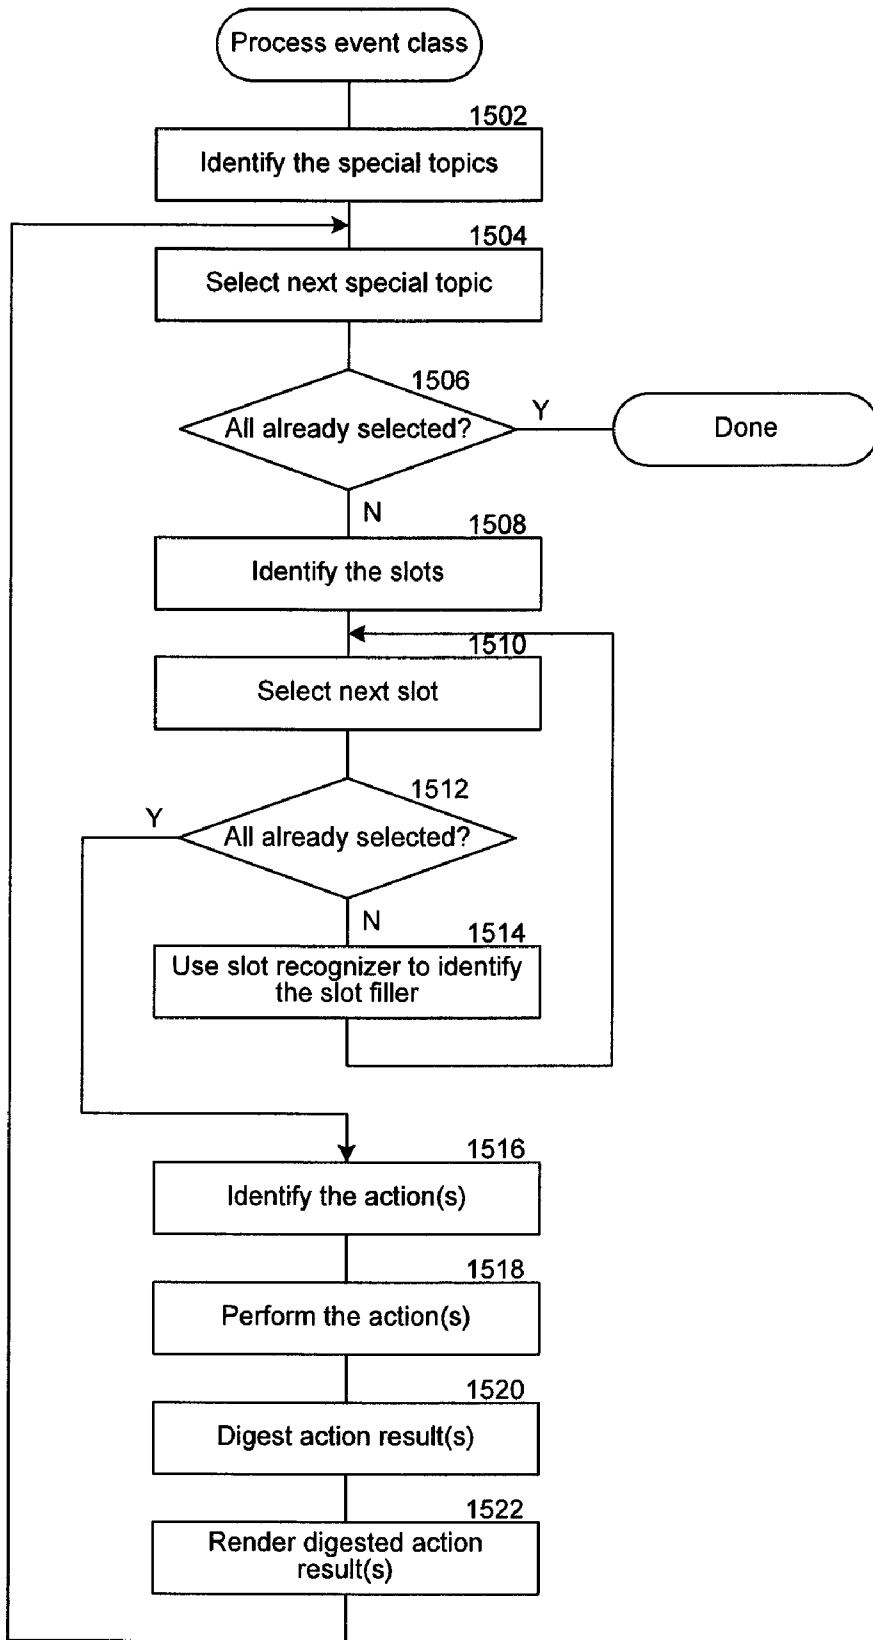 Process event class
1502
Identify the special topics
1504
Select next special topic
1506
All already selected?
Y
Done
N
1508
Identify the slots
1510
Select next slot
1512
Y
All already selected?
N
1514
Use slot recognizer to identify
the slot filler
1516
Identify the action(s)
1518
Perform the action(s)
1520
Digest action result(s)
1522
Render digested action
result(s)